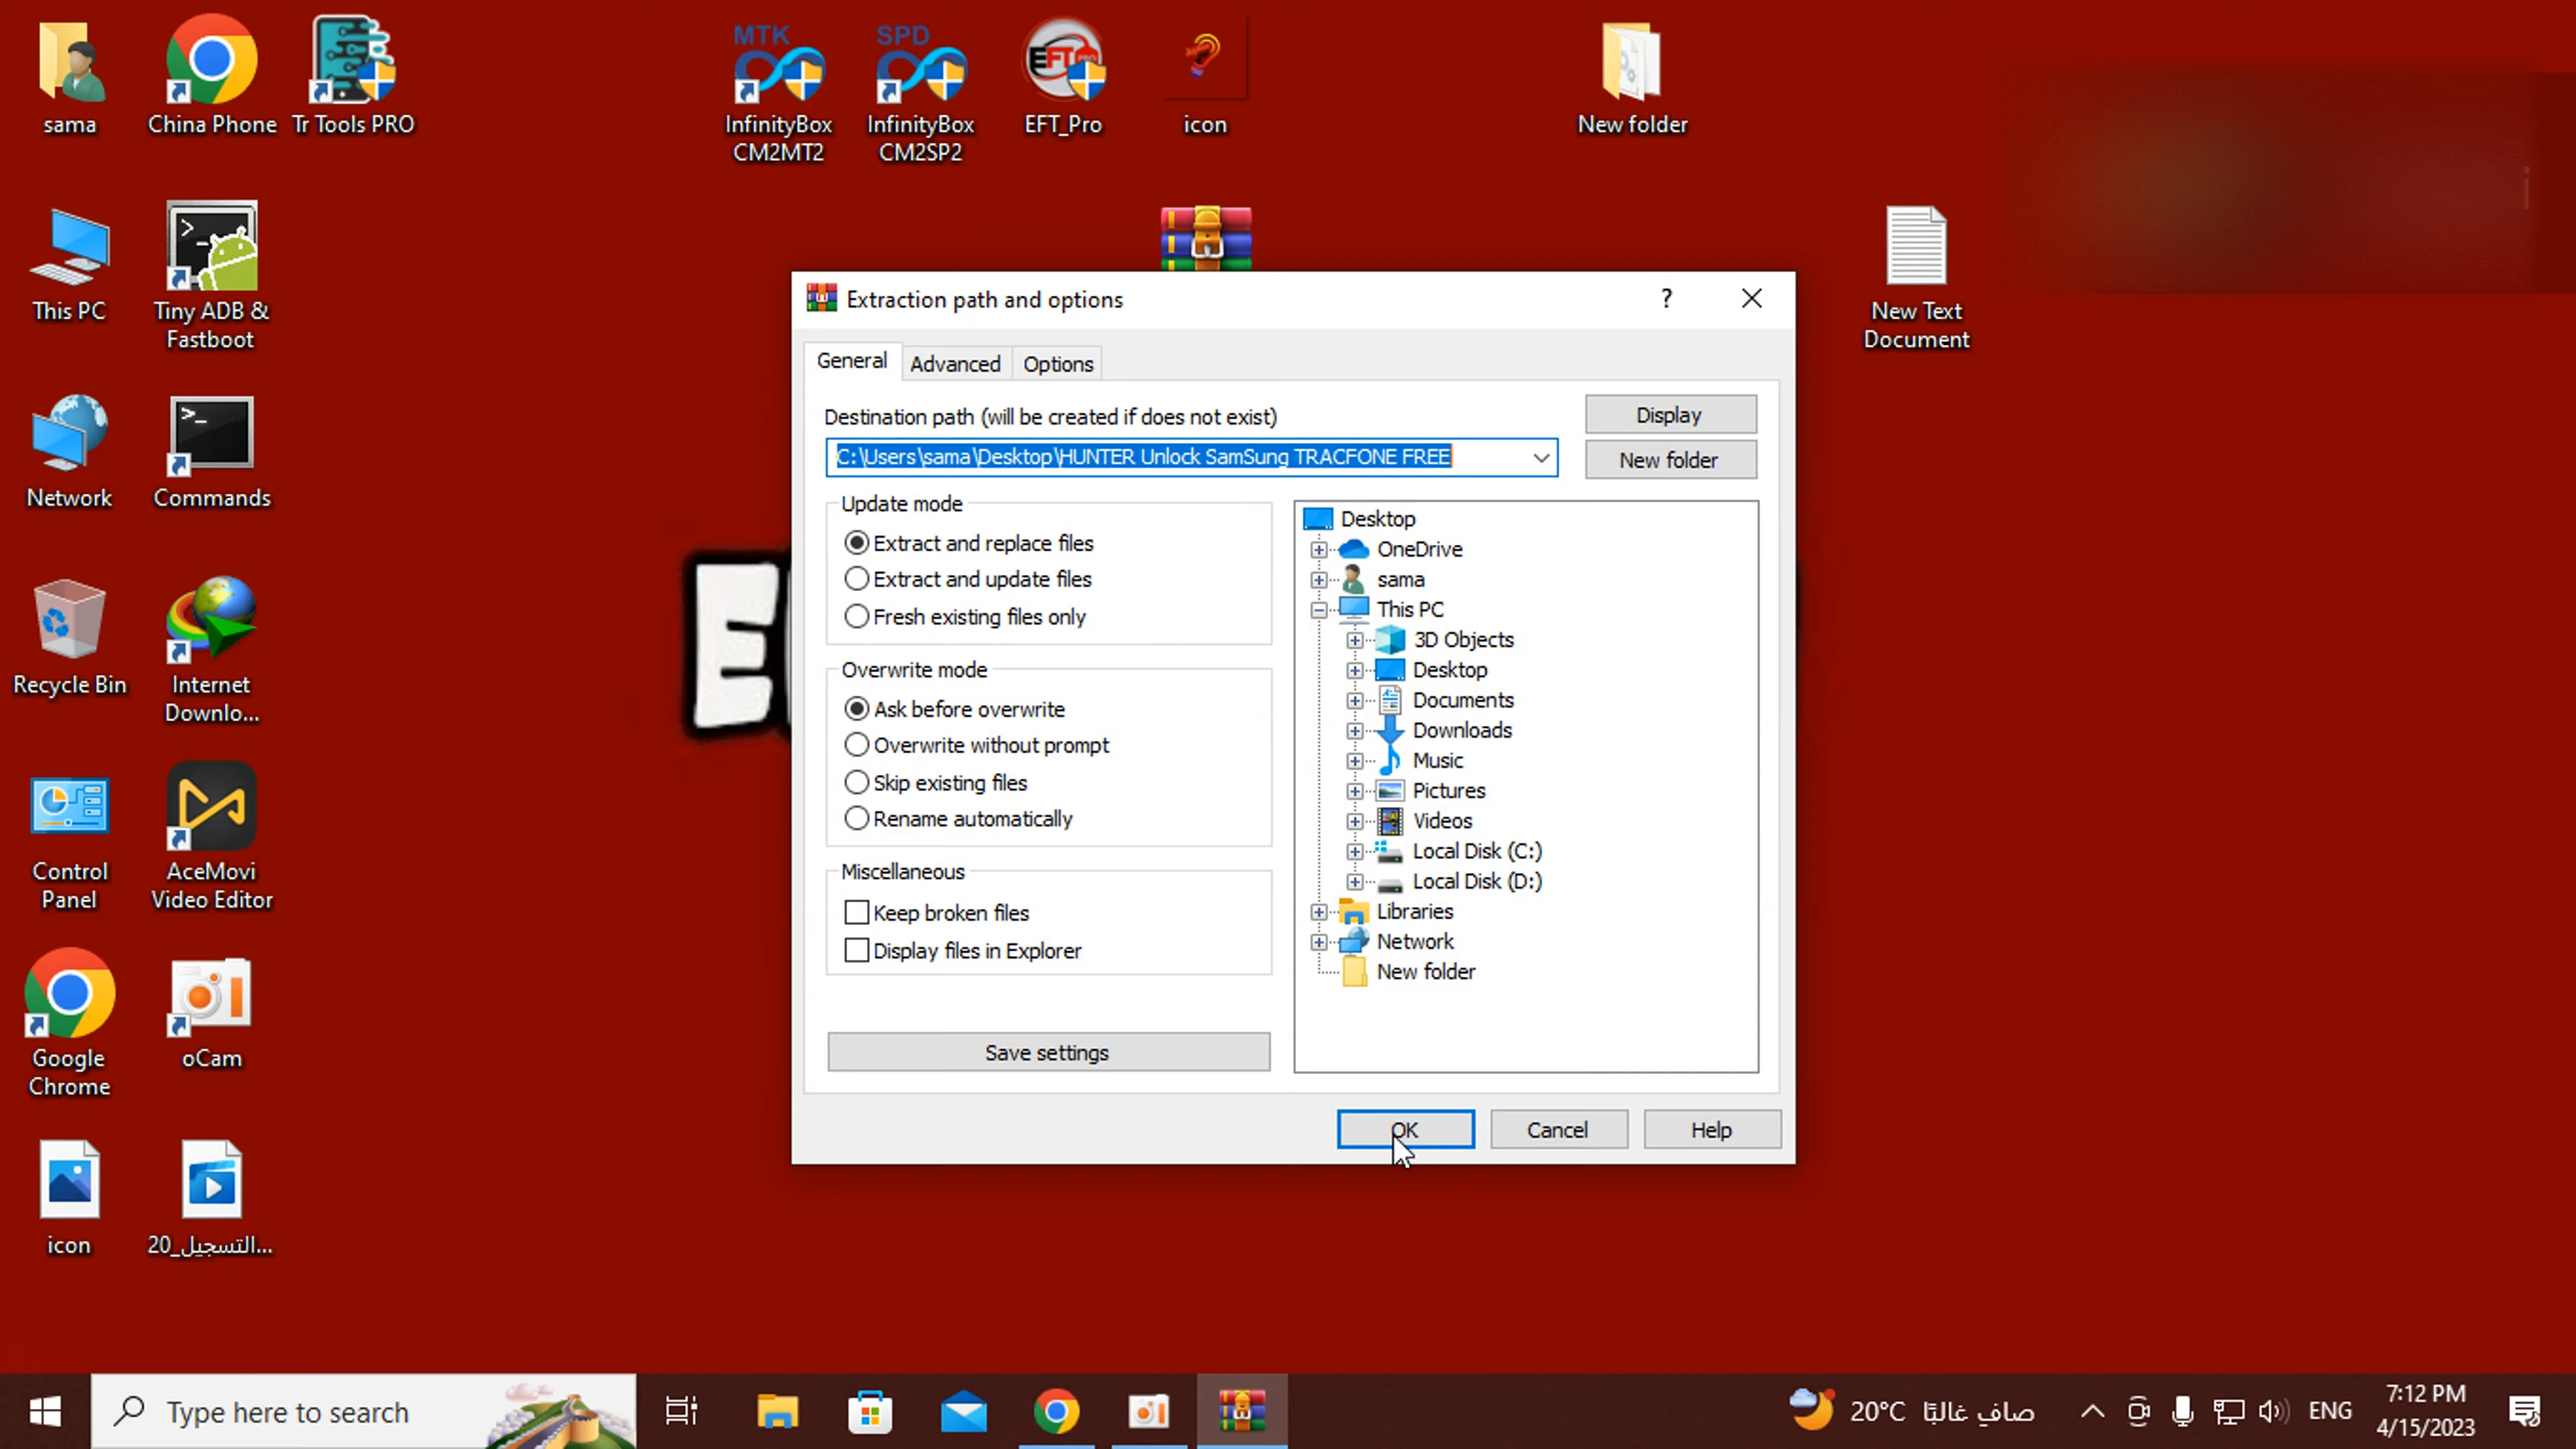 sama
China Phone
Tr Tools PRO
MTK
InfinityBox
CM2MT2
SPD
InfinityBox
CM2SP2
EFT PRO
EFT_Pro
icon
New folder
This PC
Tiny ADB &
Fastboot
New Text
Document
Network
Commands
Recycle Bin
Internet
Downlo...
Control
Panel
AceMovi
Video Editor
Google
Chrome
oCam
icon
التسجيل_20...
Extraction path and options
?
General
Advanced
Options
Destination path (will be created if does not exist)
Display
C:\Users\sama\Desktop\HUNTER Unlock SamSung TRACFONE FREE
New folder
Update mode
Extract and replace files
Extract and update files
Fresh existing files only
Overwrite mode
Ask before overwrite
Overwrite without prompt
Skip existing files
Rename automatically
Miscellaneous
Keep broken files
Display files in Explorer
Save settings
Desktop
OneDrive
sama
This PC
3D Objects
Desktop
Documents
Downloads
Music
Pictures
Videos
Local Disk (C:)
Local Disk (D:)
Libraries
Network
New folder
OK
Cancel
Help
Type here to search
20°C صافٍ غالبًا
ENG
7:12 PM
4/15/2023